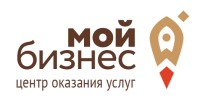 мой
бизнес
центр оказания услуг